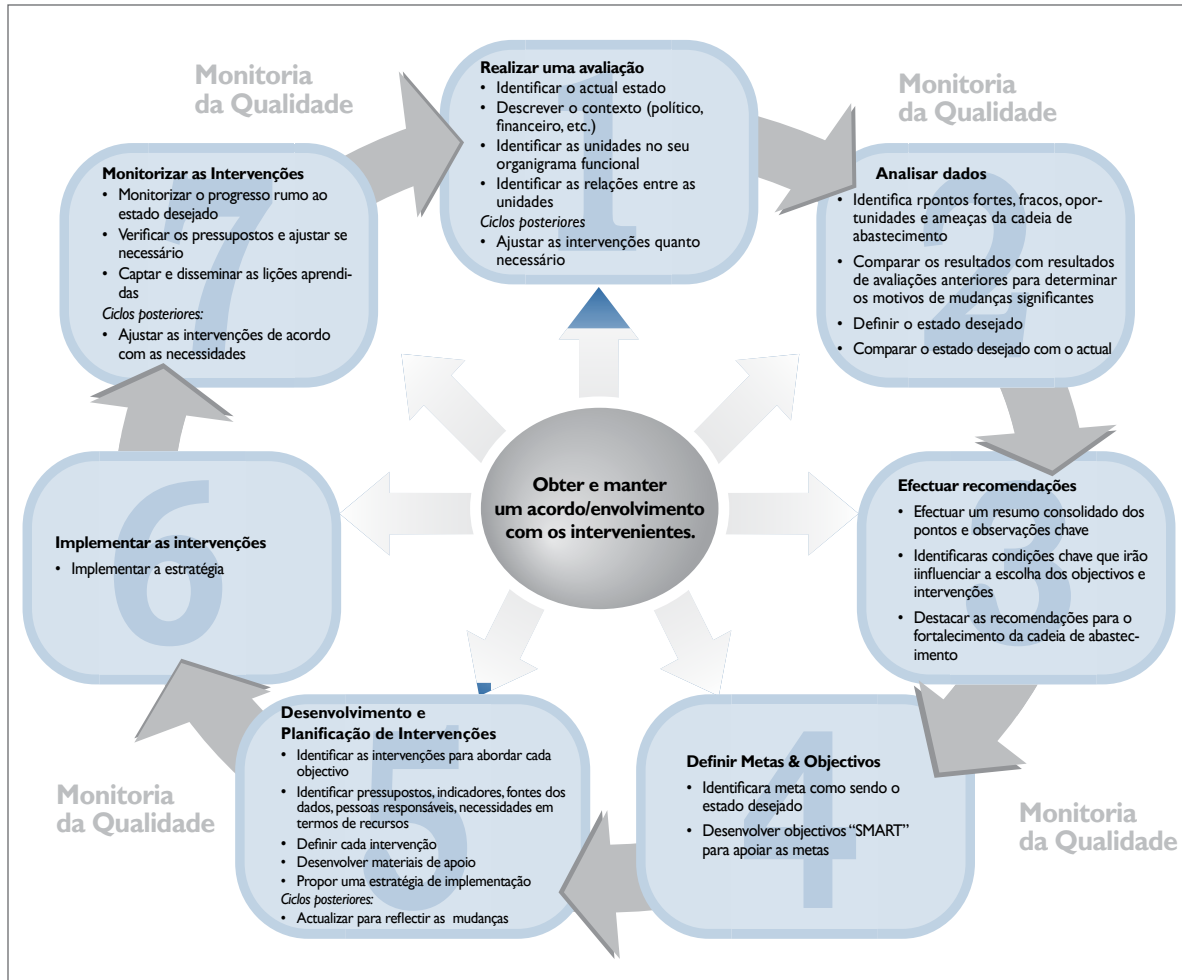 Monitoria
da Qualidade
1
Realizar uma avaliação
• Identificar o actual estado
• Descrever o contexto (político,
financeiro, etc.)
• Identificar as unidades no seu
organigrama funcional
• Identificar as relações entre as
unidades
Ciclos posteriores
• Ajustar as intervenções quanto
necessário
Monitoria
da Qualidade
2
Analisar dados
• Identifica rpontos fortes, fracos, opor-
tunidades e ameaças da cadeia de
abastecimento
• Comparar os resultados com resultados
de avaliações anteriores para determinar
os motivos de mudanças significantes
• Definir o estado desejado
• Comparar o estado desejado com o actual
3
Efectuar recomendações
• Efectuar um resumo consolidado dos
pontos e observações chave
• Identificaras condições chave que irão
iinfluenciar a escolha dos objectivos e
intervenções
• Destacar as recomendações para o
fortalecimento da cadeia de abastec-
imento
Monitoria
da Qualidade
4
Definir Metas & Objectivos
• Identificara meta como sendo o
estado desejado
• Desenvolver objectivos “SMART”
para apoiar as metas
5
Desenvolvimento e
Planificação de Intervenções
• Identificar as intervenções para abordar cada
objectivo
• Identificar pressupostos, indicadores, fontes dos
dados, pessoas responsáveis, necessidades em
termos de recursos
• Definir cada intervenção
• Desenvolver materiais de apoio
• Propor uma estratégia de implementação
Ciclos posteriores:
• Actualizar para reflectir as mudanças
Monitoria
da Qualidade
6
Implementar as intervenções
• Implementar a estratégia
7
Monitorizar as Intervenções
• Monitorizar o progresso rumo ao
estado desejado
• Verificar os pressupostos e ajustar se
necessário
• Captar e disseminar as lições aprendi-
das
Ciclos posteriores:
• Ajustar as intervenções de acordo
com as necessidades
Obter e manter
um acordo/envolvimento
com os intervenientes.